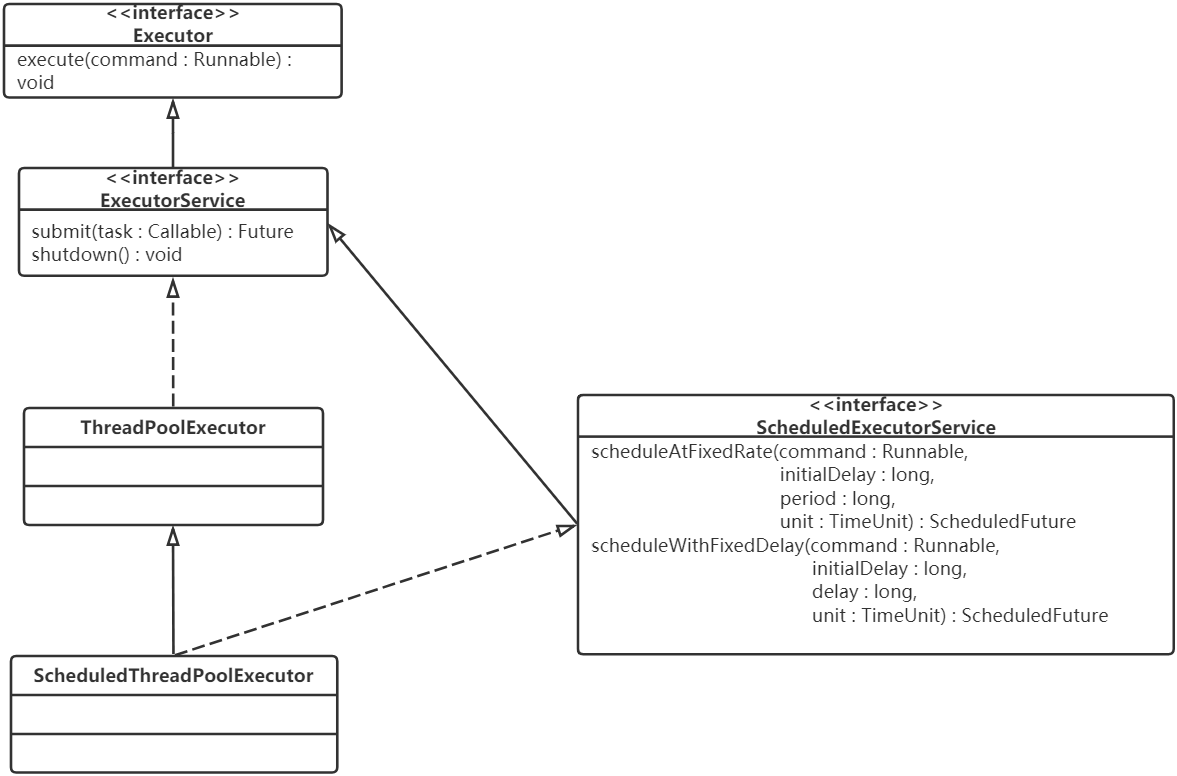 <<interface>>
Executor
execute(command : Runnable) :
void
<<interface>>
ExecutorService
submit(task : Callable) : Future
shutdown() : void
ThreadPoolExecutor
<<interface>>
ScheduledExecutorService
scheduleAtFixedRate(command : Runnable,
initialDelay : long,
period : long,
unit : TimeUnit) : ScheduledFuture
scheduleWithFixedDelay(command : Runnable,
initialDelay : long,
delay : long,
unit : TimeUnit) : ScheduledFuture
ScheduledThreadPoolExecutor